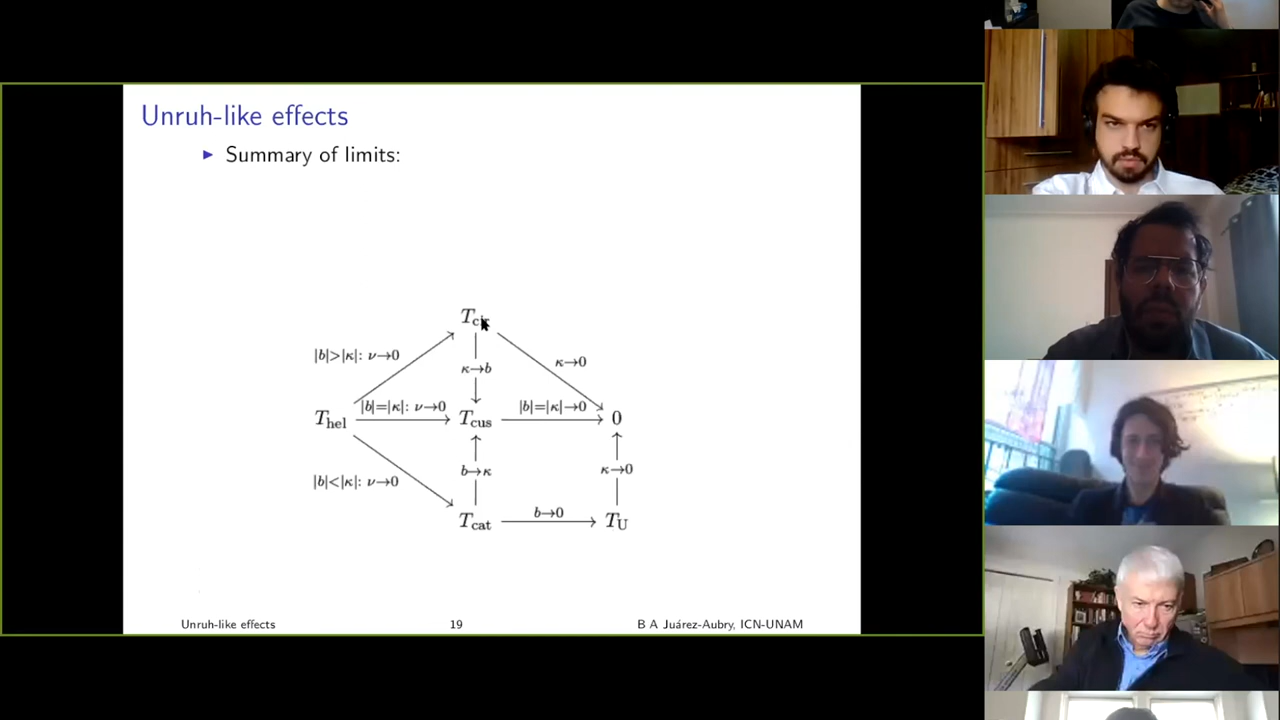 Unruh-like effects
▶ Summary of limits:
T_cir
|b|>|κ|: ν→0
κ→b
κ→0
T_hel
|b|=|κ|: ν→0
T_cus
|b|=|κ|→0
0
|b|<|κ|: ν→0
b→κ
κ→0
T_cat
b→0
T_U
Unruh-like effects
19
B A Juárez-Aubry, ICN-UNAM